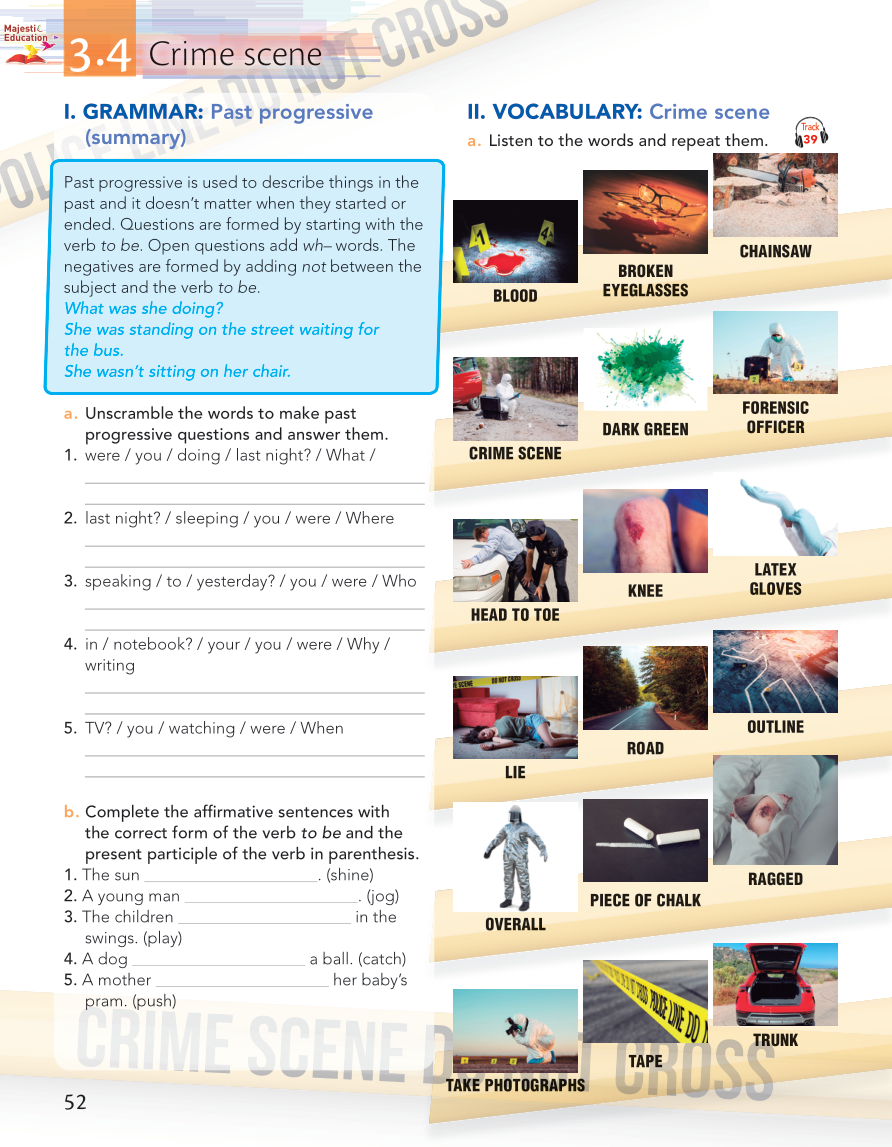 Majesti
Education
3.4 Crime scene
POLICE LINE DO NOT CROSS
I. GRAMMAR: Past progressive
(summary)
Past progressive is used to describe things in the
past and it doesn’t matter when they started or
ended. Questions are formed by starting with the
verb to be. Open questions add wh– words. The
negatives are formed by adding not between the
subject and the verb to be.
What was she doing?
She was standing on the street waiting for
the bus.
She wasn’t sitting on her chair.
a. Unscramble the words to make past
progressive questions and answer them.
1. were / you / doing / last night? / What /
2. last night? / sleeping / you / were / Where
3. speaking / to / yesterday? / you / were / Who
4. in / notebook? / your / you / were / Why /
writing
5. TV? / you / watching / were / When
b. Complete the affirmative sentences with
the correct form of the verb to be and the
present participle of the verb in parenthesis.
1. The sun ____. (shine)
2. A young man ____. (jog)
3. The children ____ in the
swings. (play)
4. A dog ____ a ball. (catch)
5. A mother ____ her baby’s
pram. (push)
II. VOCABULARY: Crime scene
a. Listen to the words and repeat them.
Track
39
4
4
BLOOD
BROKEN
EYEGLASSES
CHAINSAW
CRIME SCENE
DARK GREEN
FORENSIC
OFFICER
HEAD TO TOE
KNEE
LATEX
GLOVES
SCENE DO NOT CROSS
LIE
ROAD
OUTLINE
OVERALL
PIECE OF CHALK
RAGGED
TAKE PHOTOGRAPHS
CROSS POLICE LINE DO N
TAPE
TRUNK
CRIME SCENE DO NOT CROSS
52